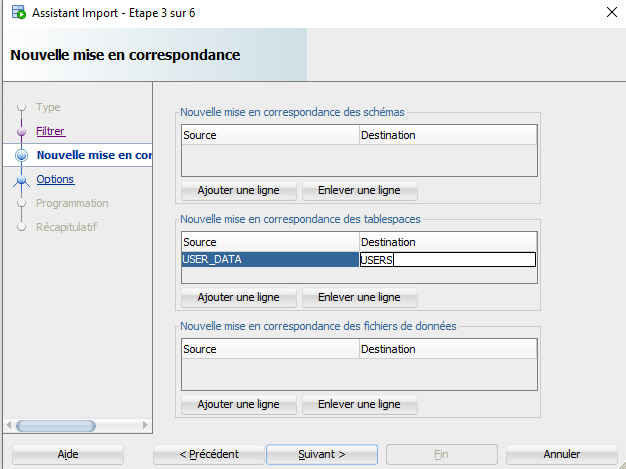 Assistant Import - Etape 3 sur 6
Nouvelle mise en correspondance
Type
Filtrer
Nouvelle mise en cor
Options
Programmation
Récapitulatif
Nouvelle mise en correspondance des schémas
Source Destination
Ajouter une ligne Enlever une ligne
Nouvelle mise en correspondance des tablespaces
Source Destination
USER_DATA USERS
Ajouter une ligne Enlever une ligne
Nouvelle mise en correspondance des fichiers de données
Source Destination
Ajouter une ligne Enlever une ligne
Aide < Précédent Suivant > Fin Annuler